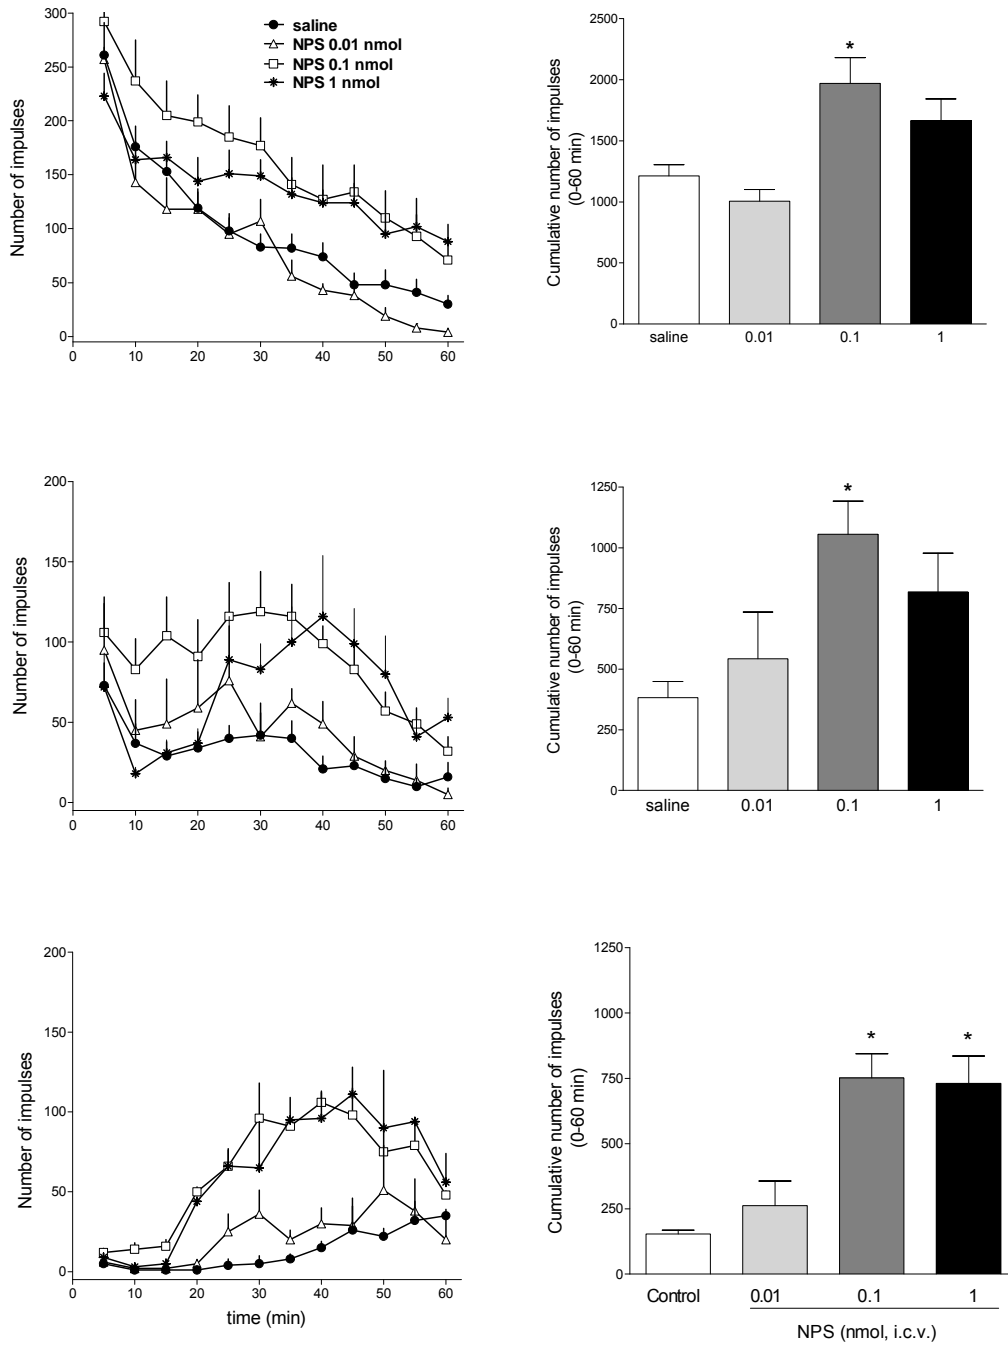 Number of impulses
300
250
200
150
100
50
0
0 10 20 30 40 50 60
saline
NPS 0.01 nmol
NPS 0.1 nmol
NPS 1 nmol
Cumulative number of impulses
(0-60 min)
2500
2000
1500
1000
500
0
*
saline 0.01 0.1 1
Number of impulses
200
150
100
50
0
0 10 20 30 40 50 60
Cumulative number of impulses
(0-60 min)
1250
1000
750
500
250
0
*
saline 0.01 0.1 1
Number of impulses
200
150
100
50
0
0 10 20 30 40 50 60
time (min)
Cumulative number of impulses
(0-60 min)
1250
1000
750
500
250
0
* *
Control 0.01 0.1 1
NPS (nmol, i.c.v.)